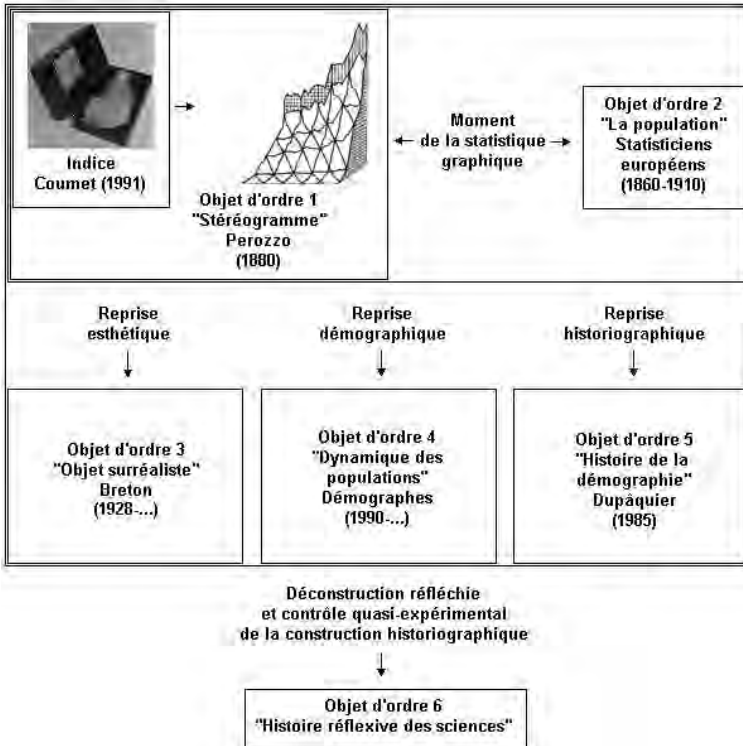 Indice
Coumet (1991)
Objet d'ordre 1
"Stéréogramme"
Perozzo
(1880)
Moment
de la statistique
graphique
Objet d'ordre 2
"La population"
Statisticiens
européens
(1860-1910)
Reprise
esthétique
Reprise
démographique
Reprise
historiographique
Objet d'ordre 3
"Objet surréaliste"
Breton
(1928-...)
Objet d'ordre 4
"Dynamique des
populations"
Démographes
(1990-...)
Objet d'ordre 5
"Histoire de la
démographie"
Dupâquier
(1985)
Déconstruction réfléchie
et contrôle quasi-expérimental
de la construction historiographique
Objet d'ordre 6
"Histoire réflexive des sciences"